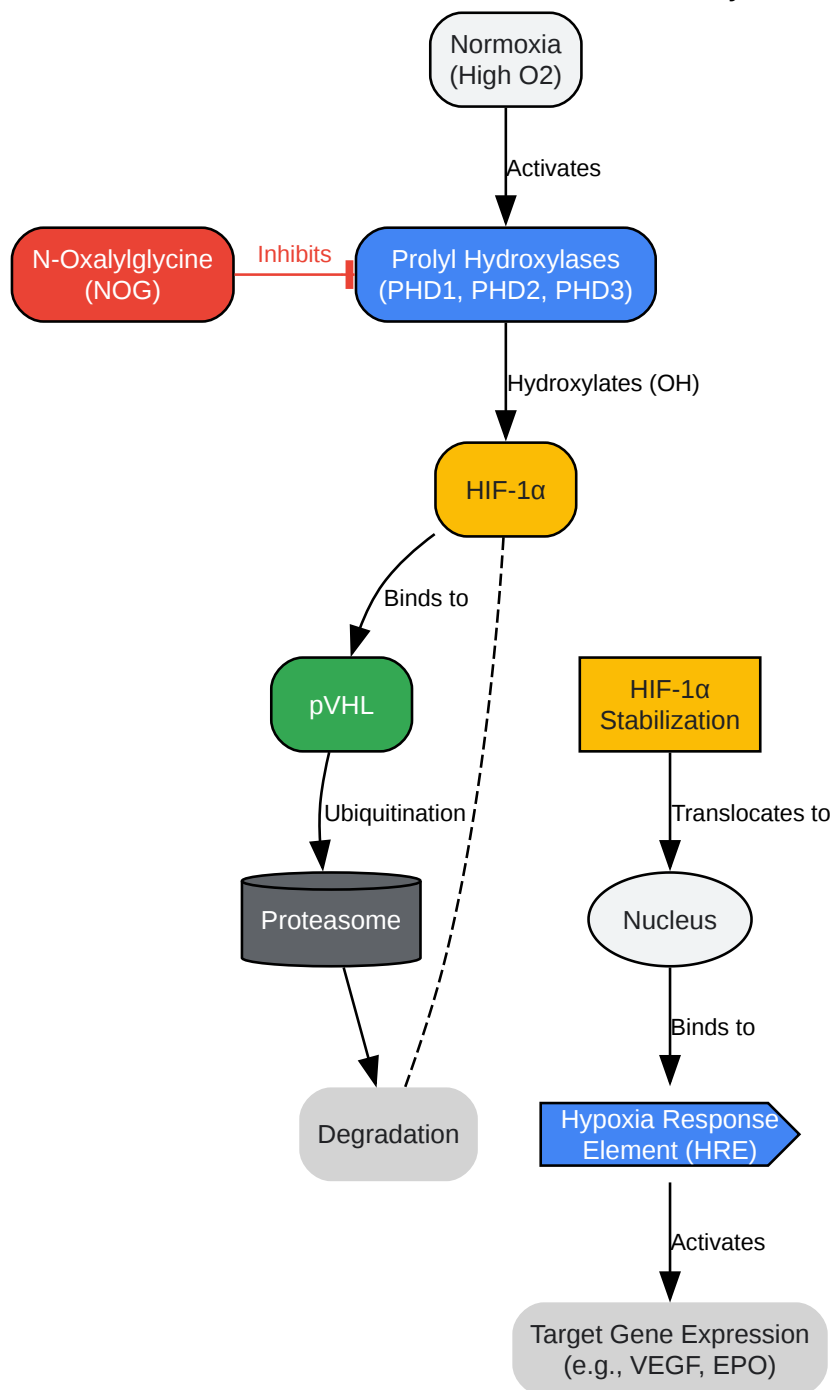 Normoxia
(High O2)
Activates
N-Oxalylglycine
(NOG)
Inhibits
Prolyl Hydroxylases
(PHD1, PHD2, PHD3)
Hydroxylates (OH)
HIF-1α
Binds to
pVHL
HIF-1α
Stabilization
Ubiquitination
Translocates to
Proteasome
Nucleus
Binds to
Degradation
Hypoxia Response
Element (HRE)
Activates
Target Gene Expression
(e.g., VEGF, EPO)